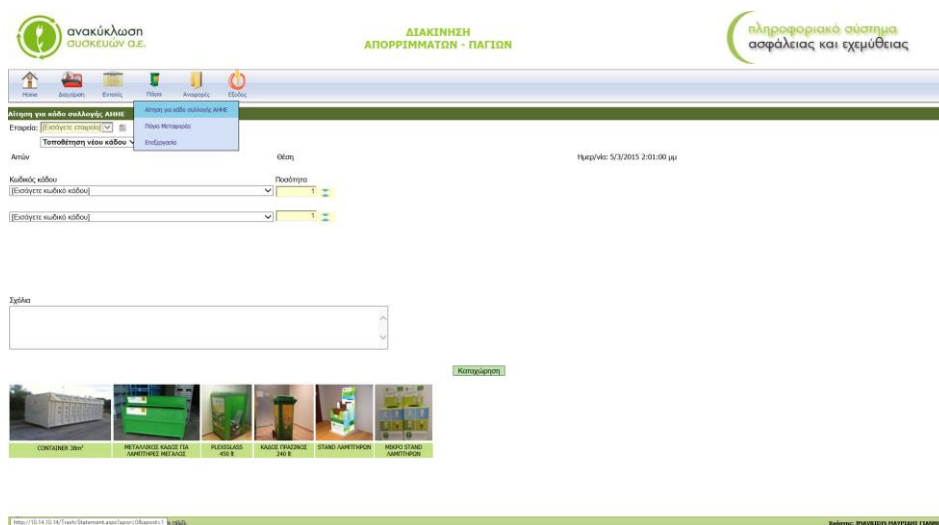 ανακύκλωση
συσκευών α.ε.
ΔΙΑΚΙΝΗΣΗ
ΑΠΟΡΡΙΜΜΑΤΩΝ - ΠΑΓΙΩΝ
πληροφοριακό σύστημα
ασφάλειας και εχεμύθειας
Home Διαχείριση Εντολές Πάγια Αναφορές Έξοδος
Αίτηση για κάδο συλλογής ΑΗΗΕ
Πάγια Μεταφορέα
Επεξεργασία
Αίτηση για κάδο συλλογής ΑΗΗΕ
Εταιρεία: [Εισάγετε εταιρεία]
Τοποθέτηση νέου κάδου
Αιτών Θέση Ημερ/νία: 5/3/2015 2:01:00 μμ
Κωδικός κάδου Ποσότητα
[Εισάγετε κωδικό κάδου] 1
[Εισάγετε κωδικό κάδου] 1
Σχόλια
Καταχώρηση
CONTAINER 38m³ ΜΕΤΑΛΛΙΚΟΣ ΚΑΔΟΣ ΓΙΑ ΛΑΜΠΤΗΡΕΣ ΜΕΓΑΛΟΣ PLEXIGLASS 450 lt ΚΑΔΟΣ ΠΡΑΣΙΝΟΣ 240 lt STAND ΛΑΜΠΤΗΡΩΝ ΜΙΚΡΟ STAND ΛΑΜΠΤΗΡΩΝ
Χρήστης: